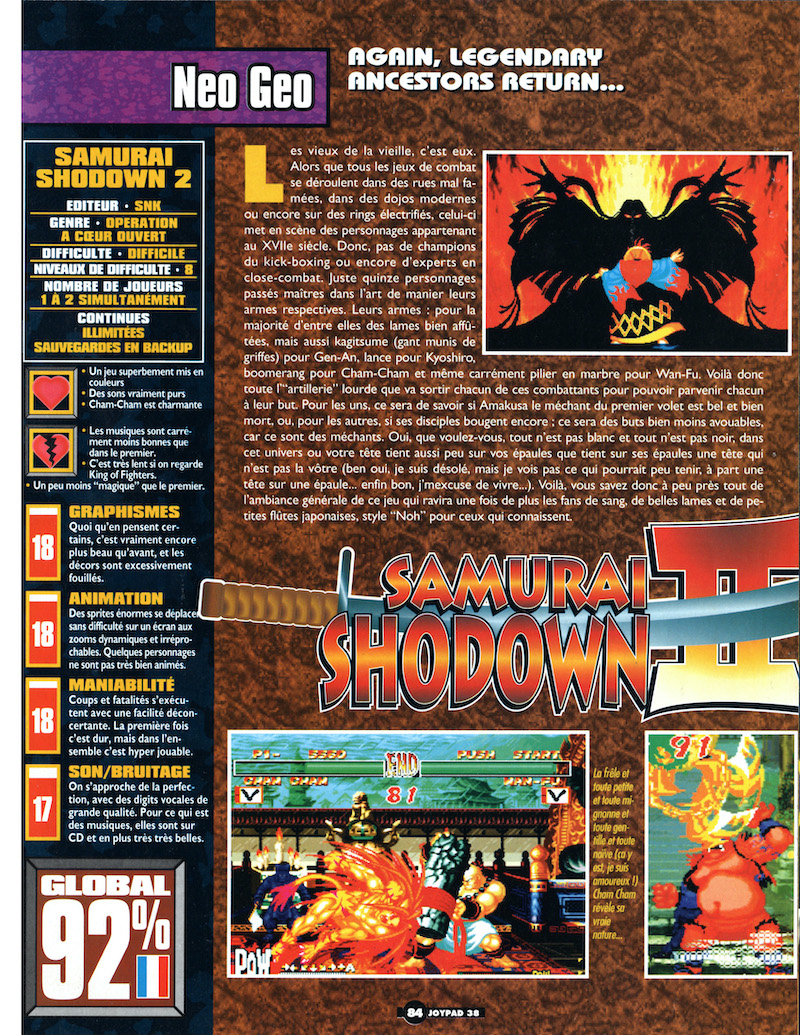 Neo Geo
AGAIN, LEGENDARY
ANCESTORS RETURN...
SAMURAI
SHODOWN 2
EDITEUR • SNK
GENRE • OPERATION
A CŒUR OUVERT
DIFFICULTE • DIFFICILE
NIVEAUX DE DIFFICULTE • 8
NOMBRE DE JOUEURS
1 À 2 SIMULTANÉMENT
CONTINUES
ILLIMITÉES
SAUVEGARDES EN BACKUP
• Un jeu superbement mis en
couleurs
• Des sons vraiment purs
• Cham-Cham est charmante
• Les musiques sont carré-
ment moins bonnes que
dans le premier.
• C'est très lent si on regarde
King of Fighters.
• Un peu moins "magique" que le premier.
18
GRAPHISMES
Quoi qu'en pensent cer-
tains, c'est vraiment encore
plus beau qu'avant, et les
décors sont excessivement
fouillés.
18
ANIMATION
Des sprites énormes se déplacent
sans difficulté sur un écran aux
zooms dynamiques et irrépro-
chables. Quelques personnages
ne sont pas très bien animés.
18
MANIABILITÉ
Coups et fatalités s'exécu-
tent avec une facilité décon-
certante. La première fois
c'est dur, mais dans l'en-
semble c'est hyper jouable.
17
SON/BRUITAGE
On s'approche de la perfec-
tion, avec des digits vocales de
grande qualité. Pour ce qui est
des musiques, elles sont sur
CD et en plus très très belles.
GLOBAL
92%
Les vieux de la vieille, c'est eux.
Alors que tous les jeux de combat
se déroulent dans des rues mal fa-
mées, dans des dojos modernes
ou encore sur des rings électrifiés, celui-ci
met en scène des personnages appartenant
au XVIIe siècle. Donc, pas de champions
du kick-boxing ou encore d'experts en
close-combat. Juste quinze personnages
passés maîtres dans l'art de manier leurs
armes respectives. Leurs armes : pour la
majorité d'entre elles des lames bien affû-
tées, mais aussi kagitsume (gant munis de
griffes) pour Gen-An, lance pour Kyoshiro,
boomerang pour Cham-Cham et même carrément pilier en marbre pour Wan-Fu. Voilà donc
toute l'"artillerie" lourde que va sortir chacun de ces combattants pour pouvoir parvenir chacun
à leur but. Pour les uns, ce sera de savoir si Amakusa le méchant du premier volet est bel et bien
mort, ou, pour les autres, si ses disciples bougent encore ; ce sera des buts bien moins avouables,
car ce sont des méchants. Oui, que voulez-vous, tout n'est pas blanc et tout n'est pas noir, dans
cet univers ou votre tête tient aussi peu sur vos épaules que tient sur ses épaules une tête qui
n'est pas la vôtre (ben oui, je suis désolé, mais je vois pas ce qui pourrait peu tenir, à part une
tête sur une épaule... enfin bon, j'mexcuse de vivre...). Voilà, vous savez donc à peu près tout de
l'ambiance générale de ce jeu qui ravira une fois de plus les fans de sang, de belles lames et de pe-
tites flûtes japonaises, style "Noh" pour ceux qui connaissent.
SAMURAI
SHODOWN
II
P1- 5550 PUSH START
END
CHAM CHAM WAN-FU
81
POW
La frêle et
toute petite
et toute mi-
gnonne et
toute gen-
tille et toute
naïve (ça y
est, je suis
amoureux !)
Cham Cham
révèle sa
vraie
nature...
91
84 JOYPAD 38